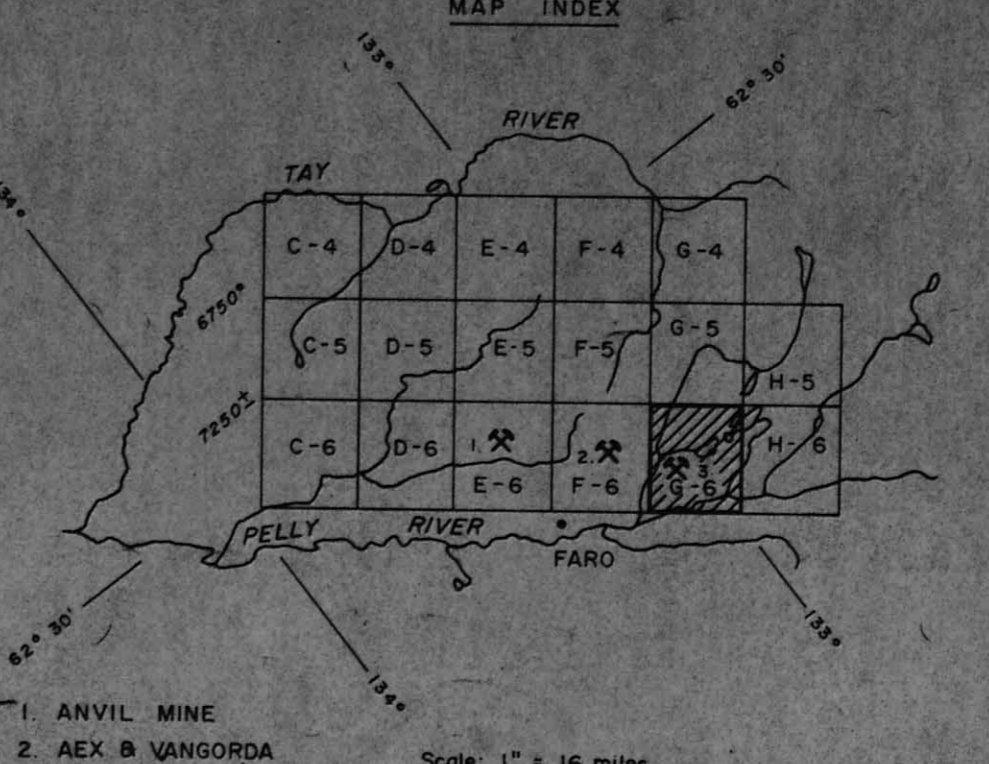 MAP INDEX
133°
62° 30'
134°
RIVER
TAY
C-4 D-4 E-4 F-4 G-4
6750°
C-5 D-5 E-5 F-5 G-5 H-5
7250±
C-6 D-6 1. E-6 2. F-6 3. G-6 H-6
PELLY RIVER
FARO
62° 30'
134°
133°
1. ANVIL MINE
2. AEX & VANGORDA
Scale: 1" = 16 miles